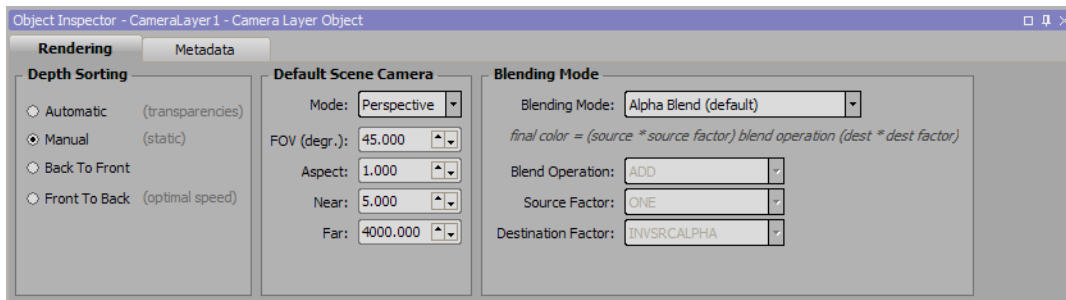 Object Inspector - CameraLayer1 - Camera Layer Object
Rendering Metadata
Depth Sorting
Automatic (transparencies)
Manual (static)
Back To Front
Front To Back (optimal speed)
Default Scene Camera
Mode: Perspective
FOV (degr.): 45.000
Aspect: 1.000
Near: 5.000
Far: 4000.000
Blending Mode
Blending Mode: Alpha Blend (default)
final color = (source * source factor) blend operation (dest * dest factor)
Blend Operation: ADD
Source Factor: ONE
Destination Factor: INVSRCALPHA